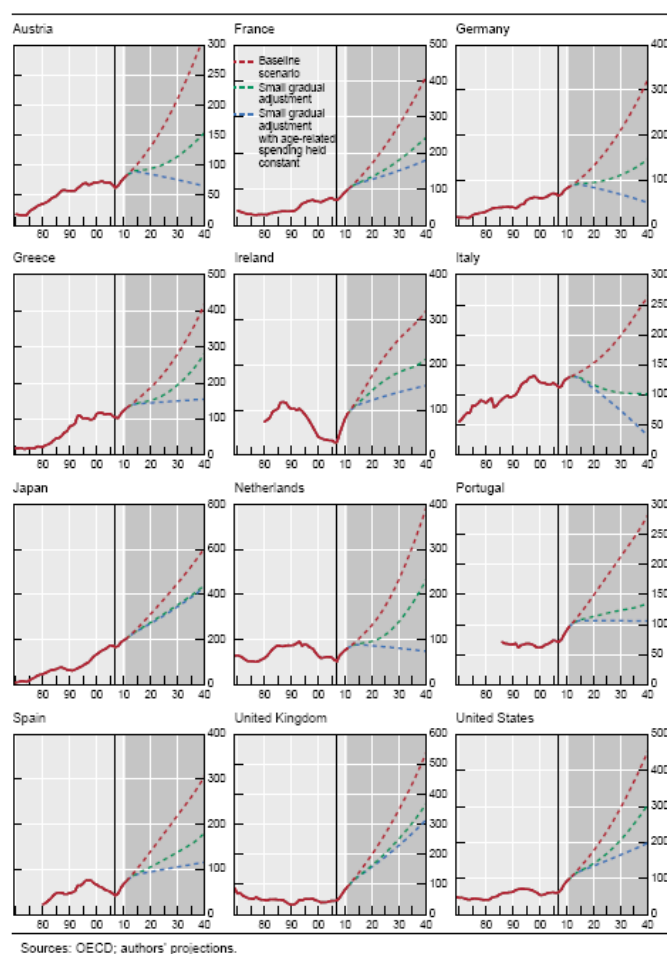 Austria
300
250
200
150
100
50
0
80 90 00 10 20 30 40
France
Baseline
scenario
Small gradual
adjustment
Small gradual
adjustment
with age-related
spending held
constant
500
400
300
200
100
0
80 90 00 10 20 30 40
Germany
400
300
200
100
0
80 90 00 10 20 30 40
Greece
500
400
300
200
100
0
80 90 00 10 20 30 40
Ireland
400
300
200
100
0
80 90 00 10 20 30 40
Italy
300
250
200
150
100
50
0
80 90 00 10 20 30 40
Japan
800
600
400
200
0
80 90 00 10 20 30 40
Netherlands
400
300
200
100
0
80 90 00 10 20 30 40
Portugal
300
250
200
150
100
50
0
80 90 00 10 20 30 40
Spain
400
300
200
100
0
80 90 00 10 20 30 40
United Kingdom
600
500
400
300
200
100
0
80 90 00 10 20 30 40
United States
500
400
300
200
100
0
80 90 00 10 20 30 40
Sources: OECD; authors' projections.